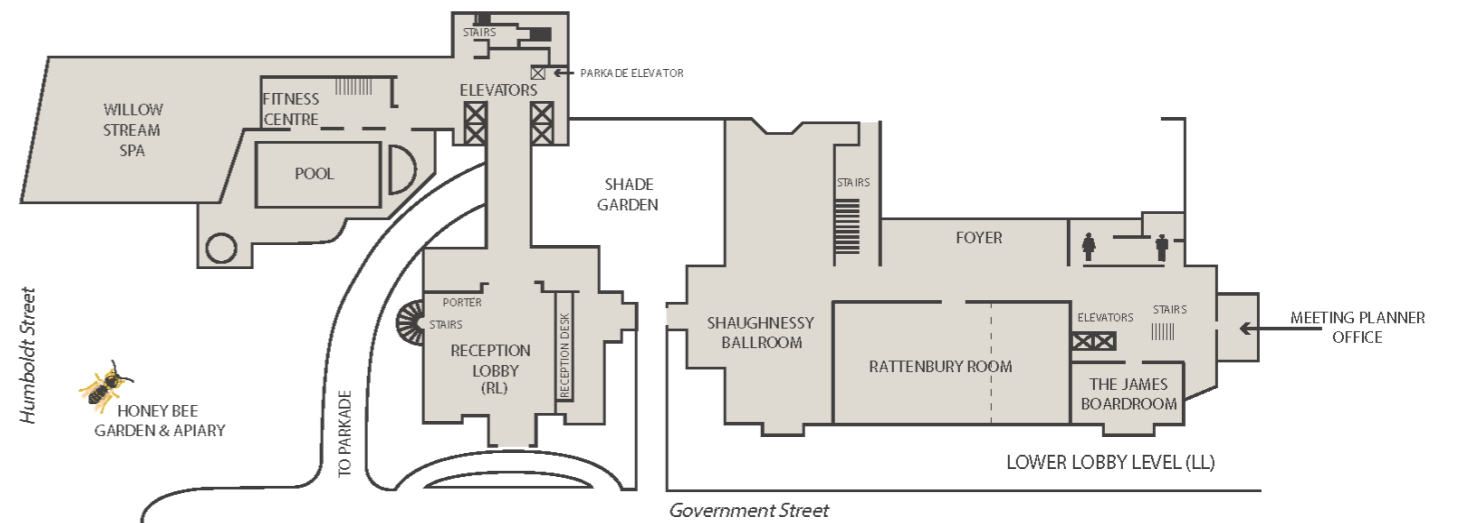 STAIRS
PARKADE ELEVATOR
ELEVATORS
WILLOW
STREAM
SPA
FITNESS
CENTRE
POOL
SHADE
GARDEN
STAIRS
FOYER
PORTER
STAIRS
RECEPTION
LOBBY
(RL)
RECEPTION DESK
SHAUGHNESSY
BALLROOM
RATTENBURY ROOM
ELEVATORS
STAIRS
MEETING PLANNER
OFFICE
THE JAMES
BOARDROOM
Humboldt Street
HONEY BEE
GARDEN & APIARY
TO PARKADE
LOWER LOBBY LEVEL (LL)
Government Street